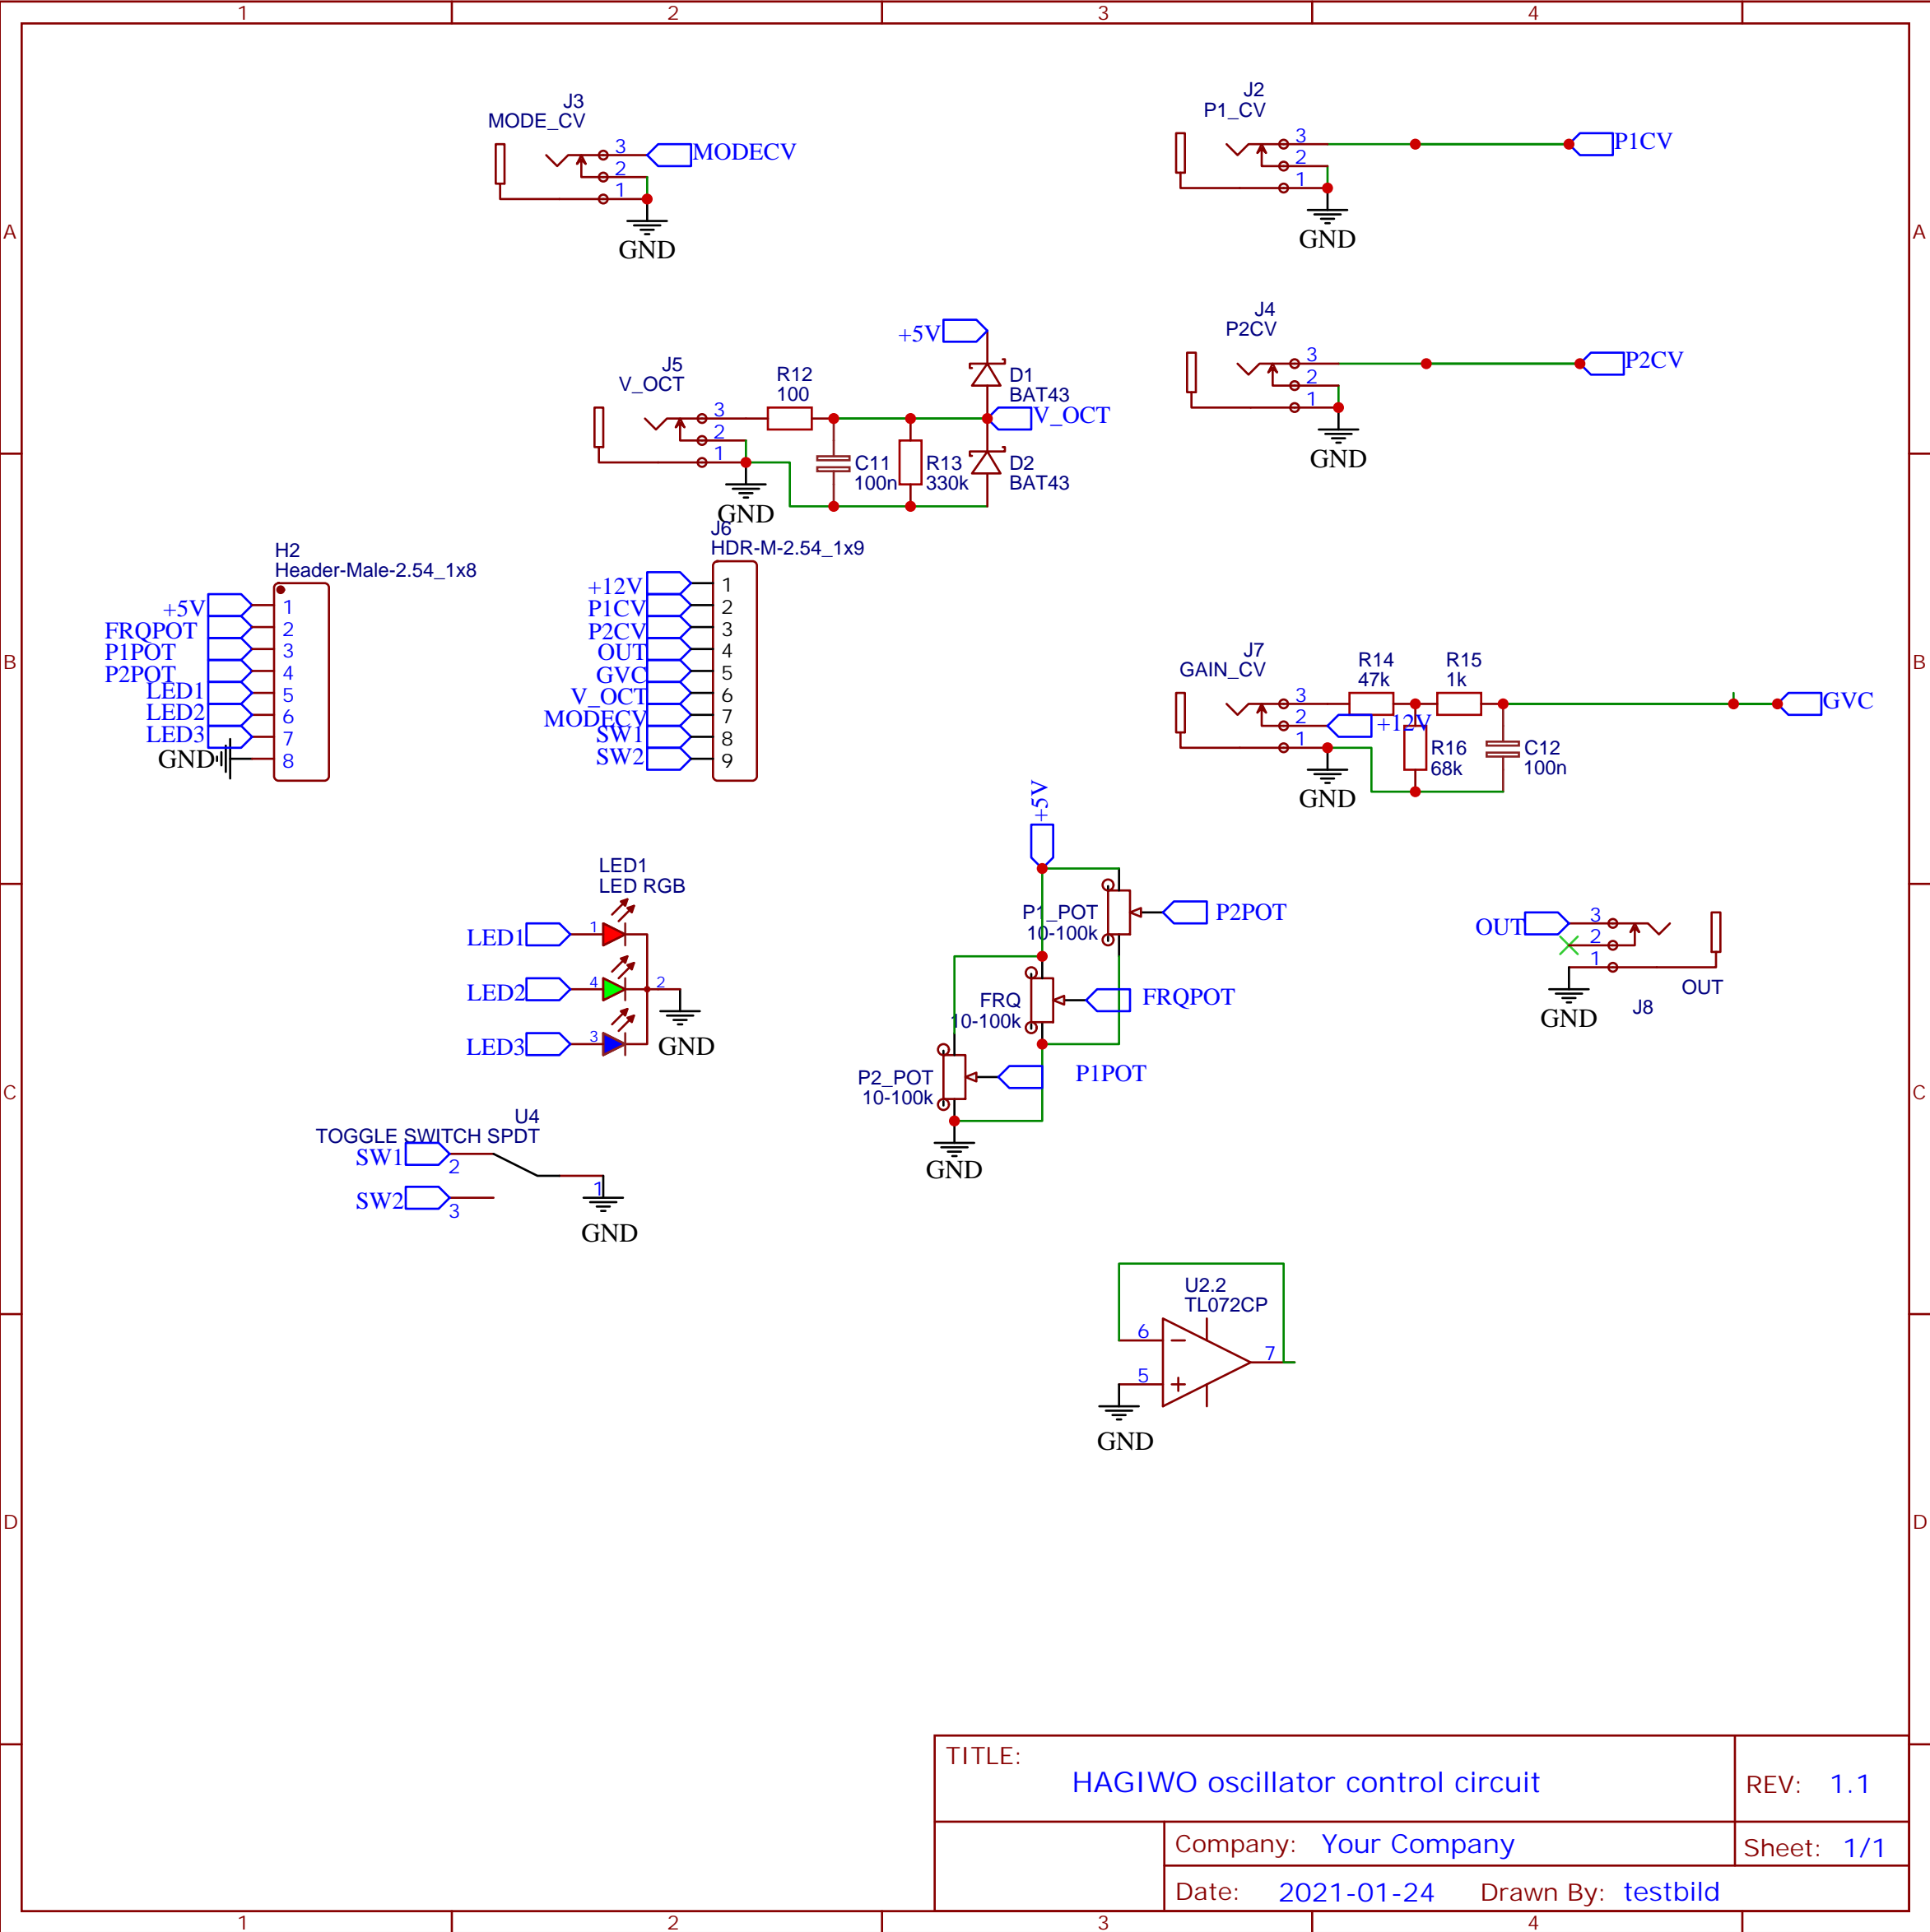 1 2 3 4
A A
B B
C C
D D
J3
MODE_CV
3
2
1
MODECV
GND
J2
P1_CV
3
2
1
P1CV
GND
J4
P2CV
3
2
1
P2CV
GND
+5V
D1
BAT43
J5
V_OCT
3
2
1
R12
100
V_OCT
C11
100n
R13
330k
D2
BAT43
GND
H2
Header-Male-2.54_1x8
+5V 1
FRQPOT 2
P1POT 3
P2POT 4
LED1 5
LED2 6
LED3 7
GND 8
J6
HDR-M-2.54_1x9
+12V 1
P1CV 2
P2CV 3
OUT 4
GVC 5
V_OCT 6
MODECV 7
SW1 8
SW2 9
J7
GAIN_CV
3
2
1
R14
47k
R15
1k
GVC
+12V
R16
68k
C12
100n
GND
LED1
LED RGB
LED1 1
LED2 4 2
LED3 3
GND
+5V
P1_POT
10-100k
P2POT
FRQ
10-100k
FRQPOT
P2_POT
10-100k
P1POT
GND
OUT
3
2
1
GND
J8
OUT
U4
TOGGLE SWITCH SPDT
SW1 2
1
SW2 3
GND
U2.2
TL072CP
6
5
7
GND
TITLE:
HAGIWO oscillator control circuit
REV: 1.1
Company: Your Company
Sheet: 1/1
Date: 2021-01-24 Drawn By: testbild
1 2 3 4